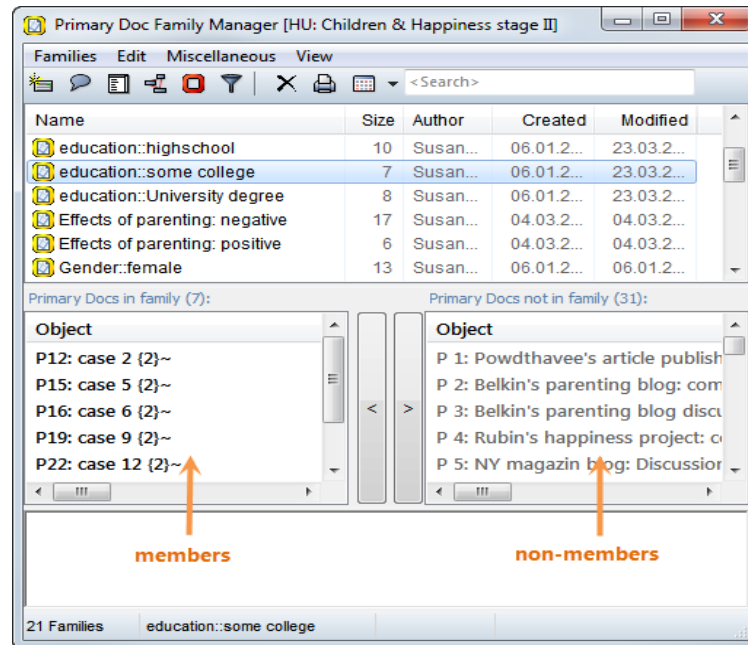 Primary Doc Family Manager [HU: Children & Happiness stage II]
Families Edit Miscellaneous View
<Search>
Name Size Author Created Modified
education::highschool 10 Susan... 06.01.2... 23.03.2...
education::some college 7 Susan... 06.01.2... 23.03.2...
education::University degree 8 Susan... 06.01.2... 23.03.2...
Effects of parenting: negative 17 Susan... 04.03.2... 04.03.2...
Effects of parenting: positive 6 Susan... 04.03.2... 04.03.2...
Gender::female 13 Susan... 06.01.2... 06.01.2...
Primary Docs in family (7): Primary Docs not in family (31):
Object Object
P12: case 2 {2}~ P 1: Powdthavee's article publish
P15: case 5 {2}~ P 2: Belkin's parenting blog: com
P16: case 6 {2}~ < > P 3: Belkin's parenting blog discu
P19: case 9 {2}~ P 4: Rubin's happiness project: c
P22: case 12 {2}~ P 5: NY magazin blog: Discussion
members non-members
21 Families education::some college